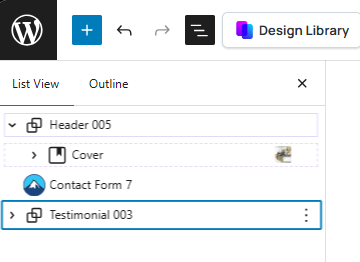 Design Library
List View Outline
Header 005
Cover
Contact Form 7
Testimonial 003